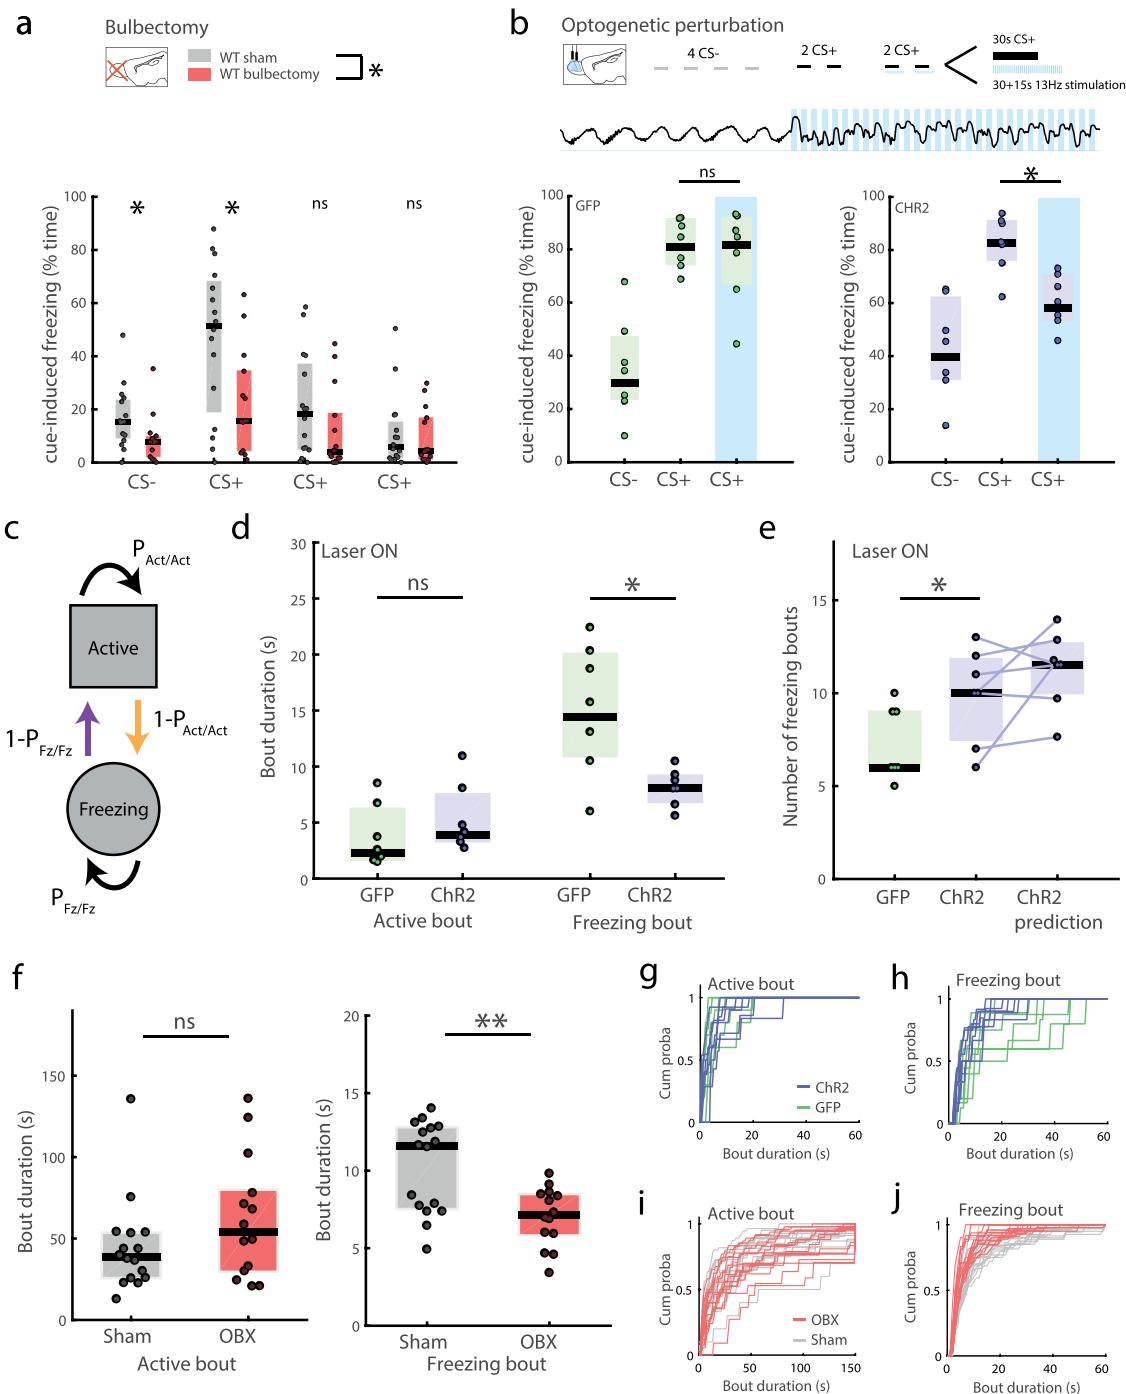 a
Bulbectomy
WT sham
WT bulbectomy
*
cue-induced freezing (% time)
100
80
60
40
20
0
* * ns ns
CS- CS+ CS+ CS+
b
Optogenetic perturbation
4 CS-
2 CS+
2 CS+
30s CS+
30+15s 13Hz stimulation
GFP
ns
cue-induced freezing (% time)
100
80
60
40
20
0
CS- CS+ CS+
CHR2
*
cue-induced freezing (% time)
100
80
60
40
20
0
CS- CS+ CS+
c
P Act/Act
Active
1-P Fz/Fz
1-P Act/Act
Freezing
P Fz/Fz
d
Laser ON
ns
*
Bout duration (s)
30
25
20
15
10
5
0
GFP ChR2 GFP ChR2
Active bout Freezing bout
e
Laser ON
*
Number of freezing bouts
15
10
5
0
GFP ChR2 ChR2
prediction
f
ns
Bout duration (s)
150
100
50
0
Sham OBX
Active bout
**
Bout duration (s)
20
15
10
5
0
Sham OBX
Freezing bout
g
Active bout
Cum proba
1
0.5
0
ChR2
GFP
0 20 40 60
Bout duration (s)
h
Freezing bout
Cum proba
1
0.5
0
0 20 40 60
Bout duration (s)
i
Active bout
Cum proba
1
0.5
0
OBX
Sham
0 50 100 150
Bout duration (s)
j
Freezing bout
Cum proba
1
0.5
0
0 20 40 60
Bout duration (s)